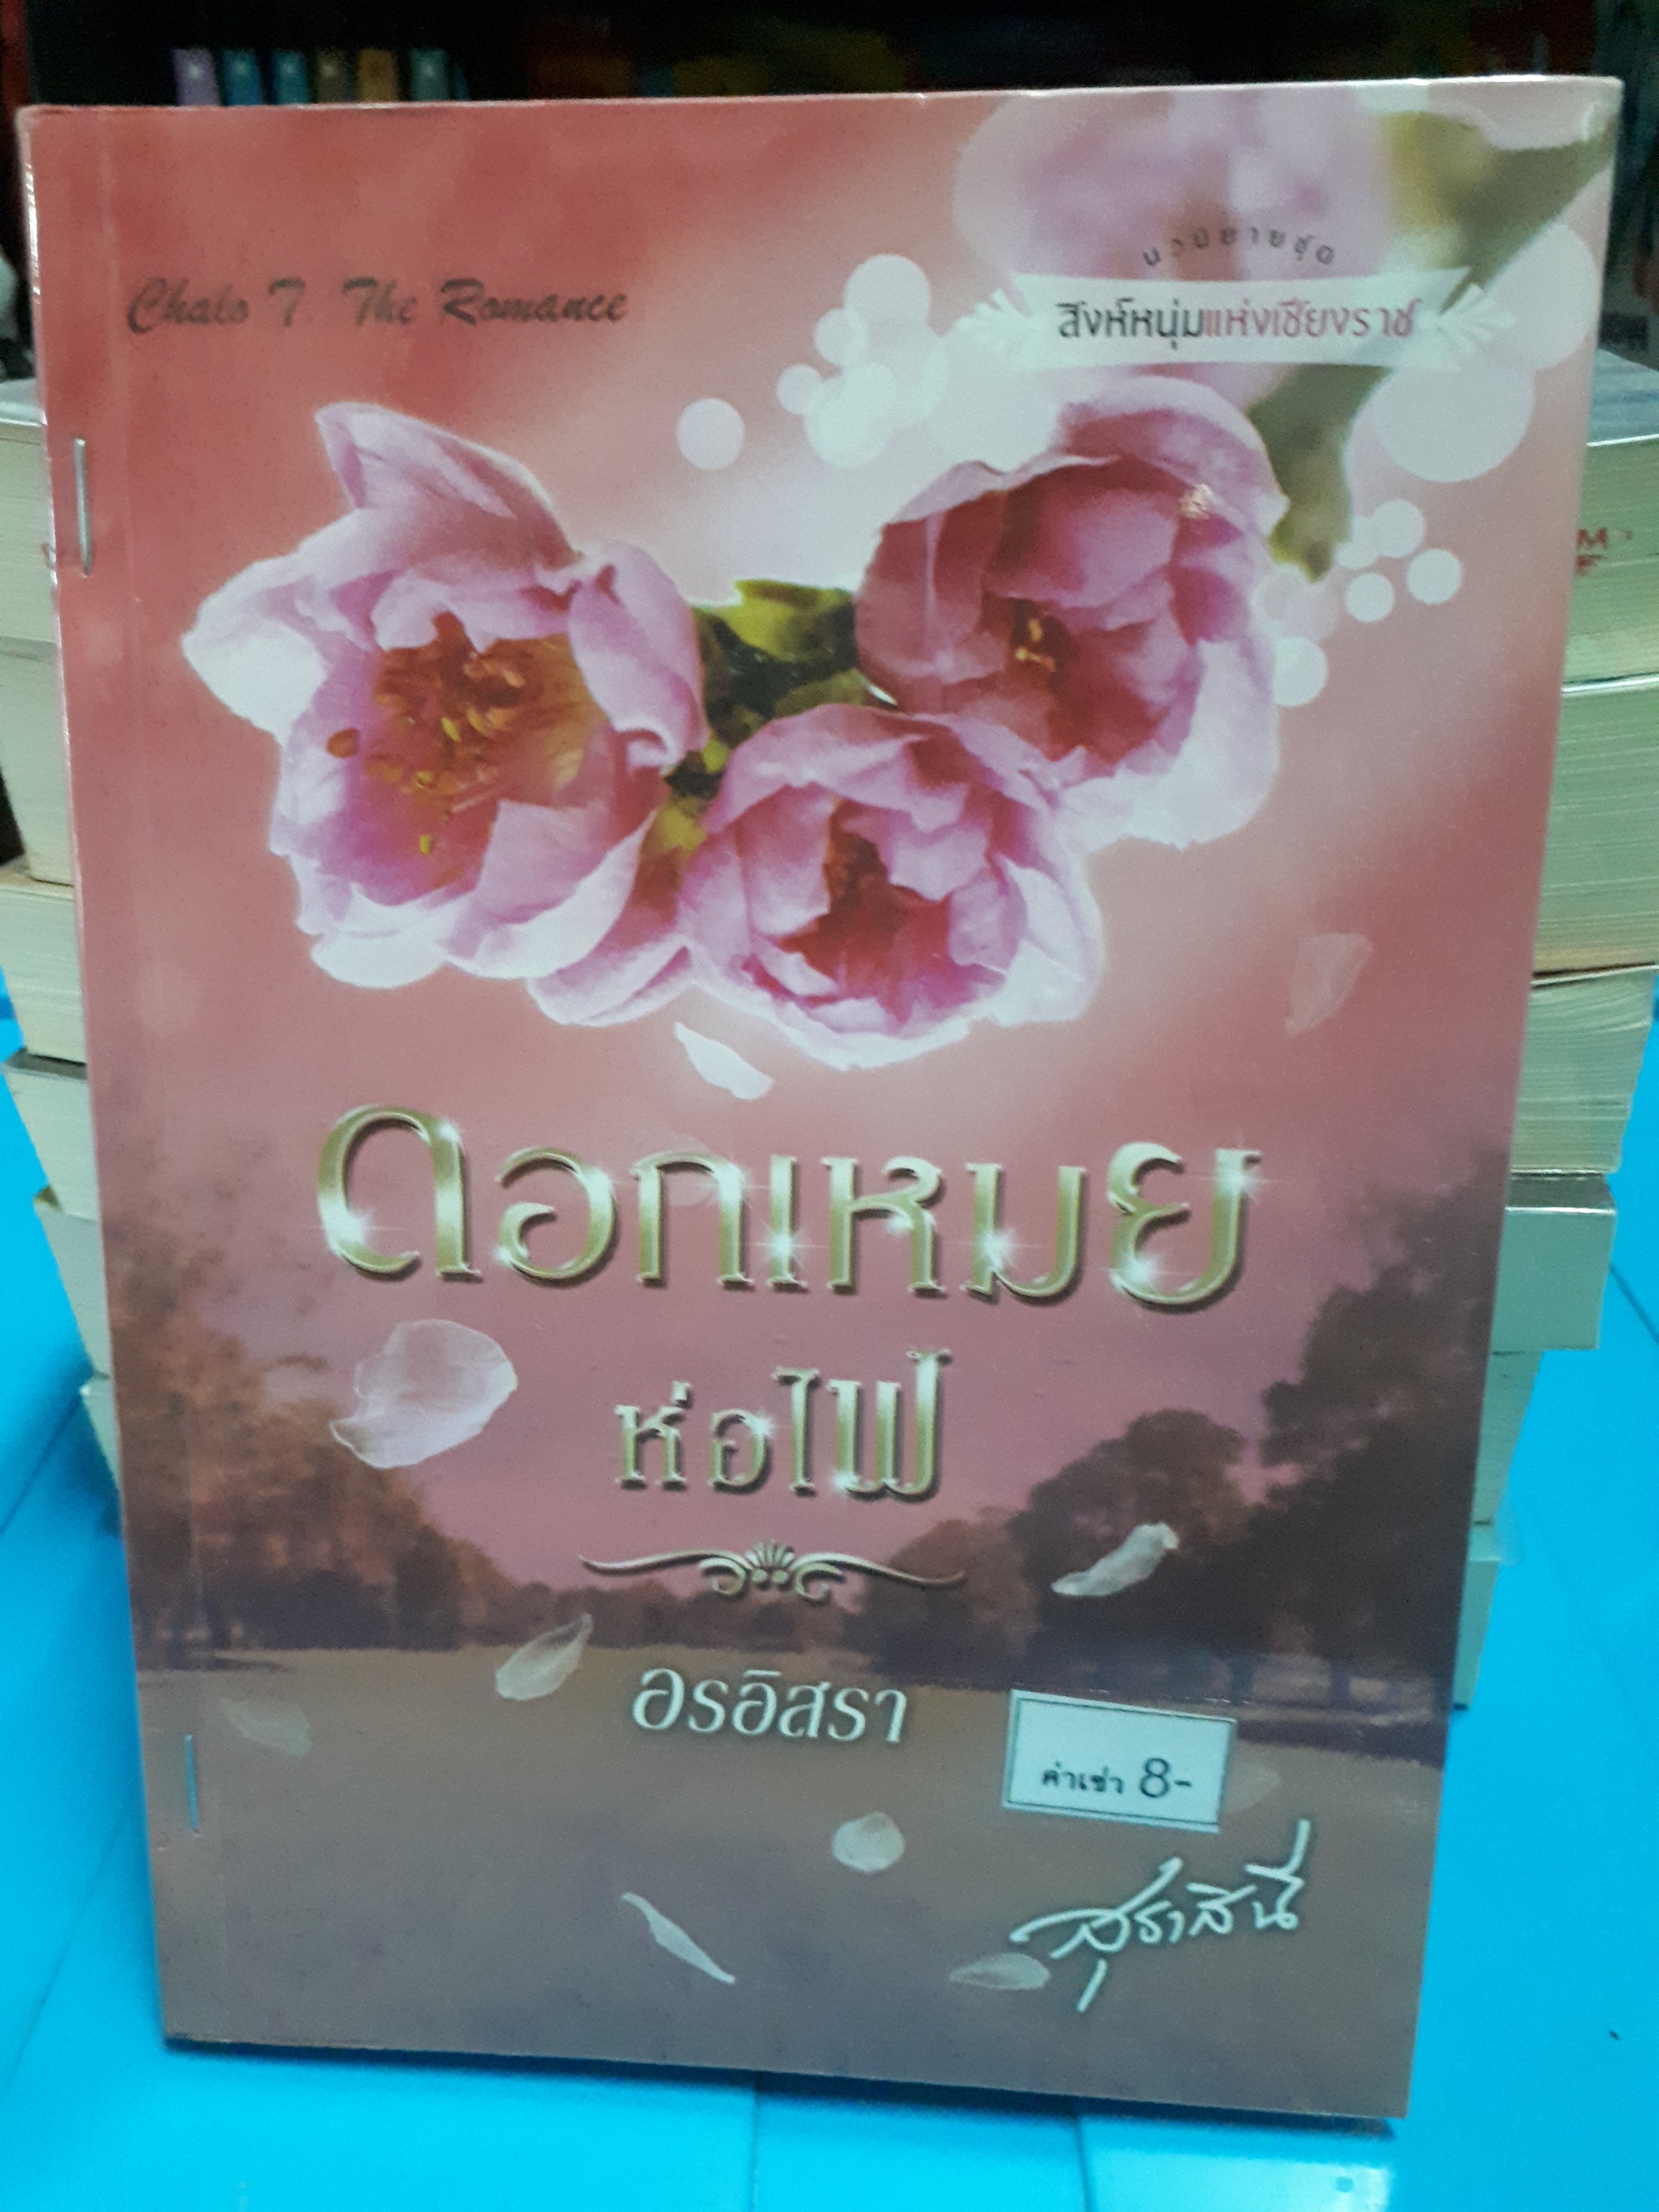 Chalo T. The Romance
นวนิยายชุด
สิงห์หนุ่มแห่งเชียงราช
ดอกเหมย
ห่อไฟ
อรอิสรา
ค่าเช่า 8-
สุราสินี